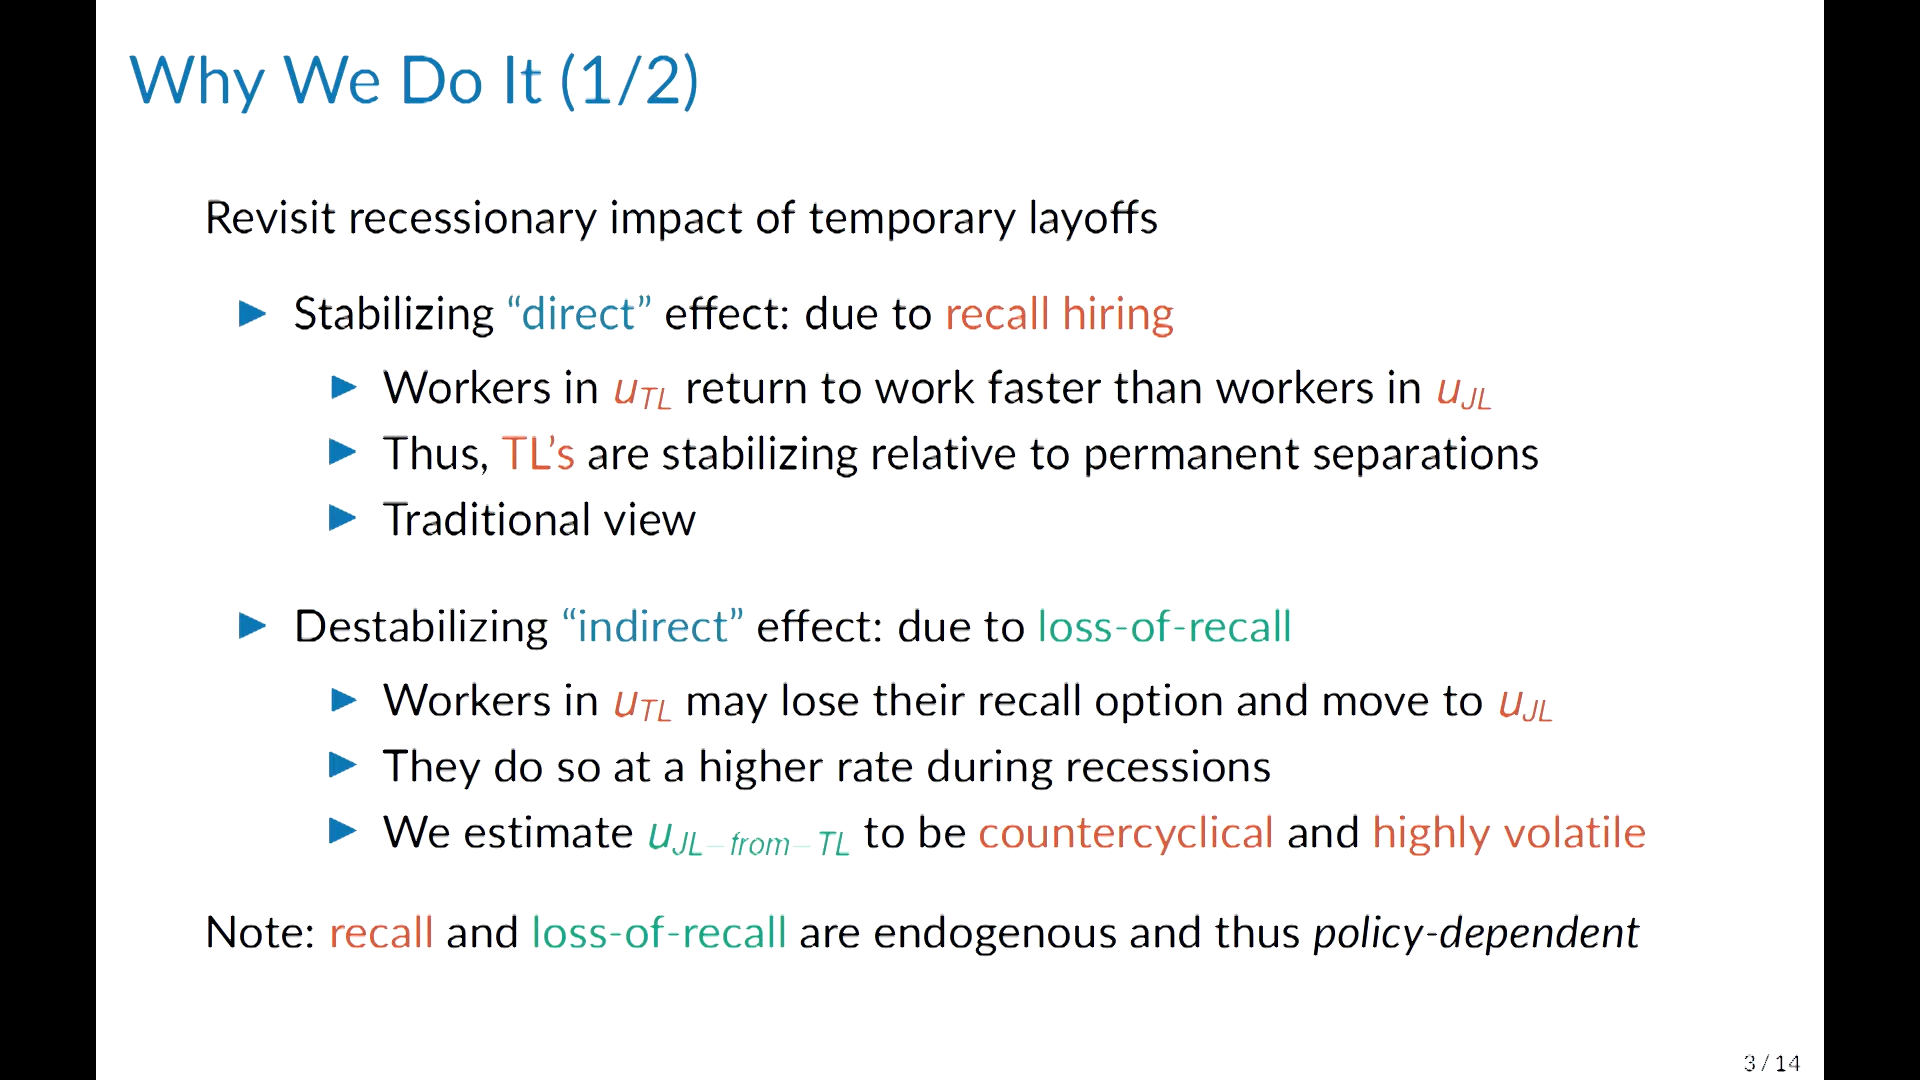 Why We Do It (1/2)
Revisit recessionary impact of temporary layoffs
▶ Stabilizing “direct” effect: due to recall hiring
▶ Workers in u_TL return to work faster than workers in u_JL
▶ Thus, TL’s are stabilizing relative to permanent separations
▶ Traditional view
▶ Destabilizing “indirect” effect: due to loss-of-recall
▶ Workers in u_TL may lose their recall option and move to u_JL
▶ They do so at a higher rate during recessions
▶ We estimate u_JL−from−TL to be countercyclical and highly volatile
Note: recall and loss-of-recall are endogenous and thus policy-dependent
3 / 14